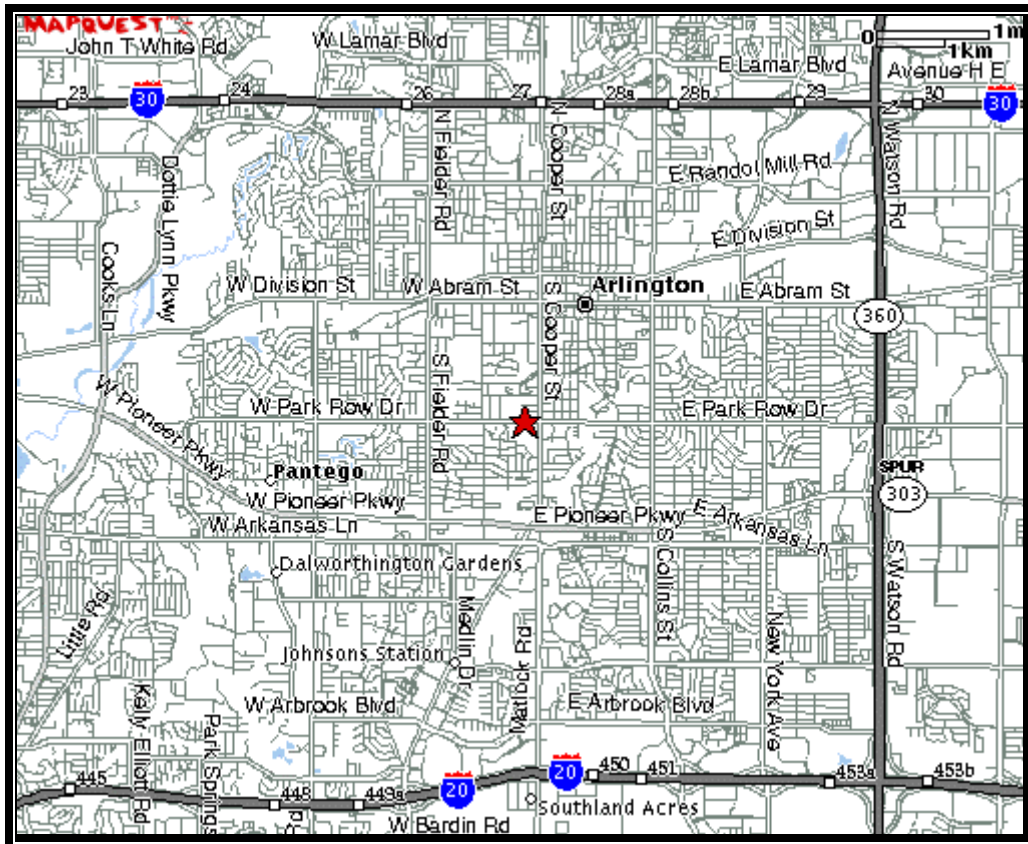 MAPQUEST
W Lamar Blvd
0 1m
1km
John T White Rd
E Lamar Blvd
Avenue H E
23
30
24
26
27
28a
28b
29
30
30
N Fielder Rd
N Cooper St
N Watson Rd
Dottie Lynn Pkwy
E Randol Mill Rd
E Division St
Cooks Ln
W Division St
W Abram St
S Cooper St
Arlington
E Abram St
360
W Pioneer Pkwy
S Fielder Rd
W Park Row Dr
E Park Row Dr
Pantego
SPUR
303
W Pioneer Pkwy
W Arkansas Ln
E Pioneer Pkwy
E Arkansas Ln
Dalworthington Gardens
S Collins St
S Watson Rd
Little Rd
Medlin Dr
New York Ave
Johnsons Station
Matlock Rd
W Arbrook Blvd
E Arbrook Blvd
Kelly Elliott Rd
Park Springs
445
448
449a
20
20
450
451
453a
453b
Southland Acres
W Bardin Rd